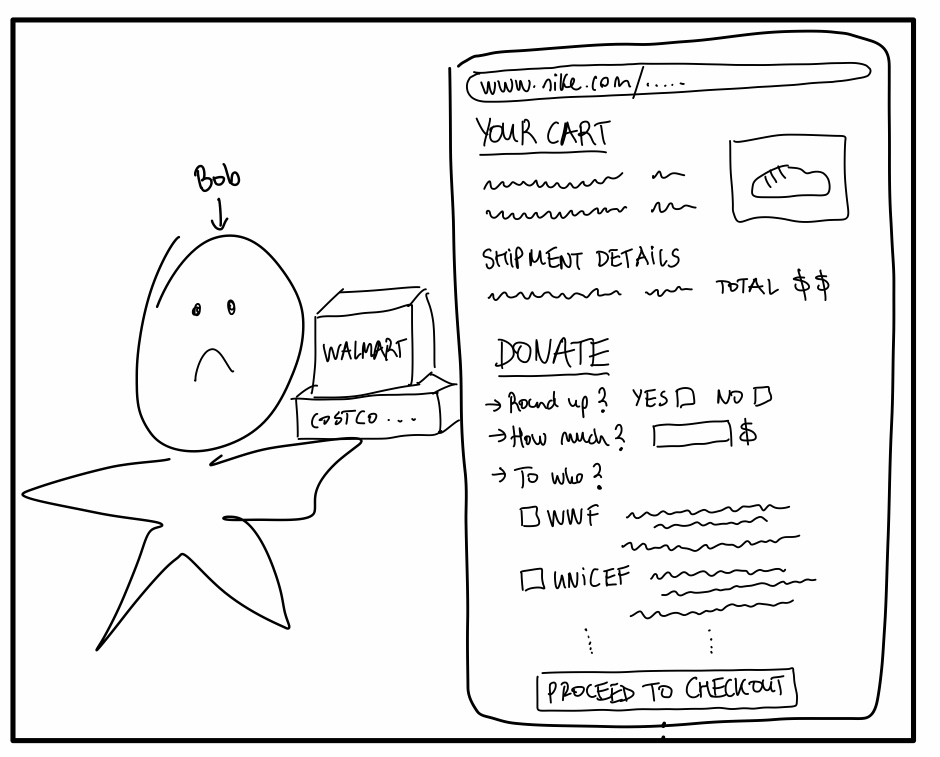 Bob
WALMART
COSTCO ...
www.nike.com/.....
YOUR CART
SHIPMENT DETAILS
TOTAL $$
DONATE
→ Round up? YES NO
→ How much? $
→ To who?
WWF
UNICEF
PROCEED TO CHECKOUT